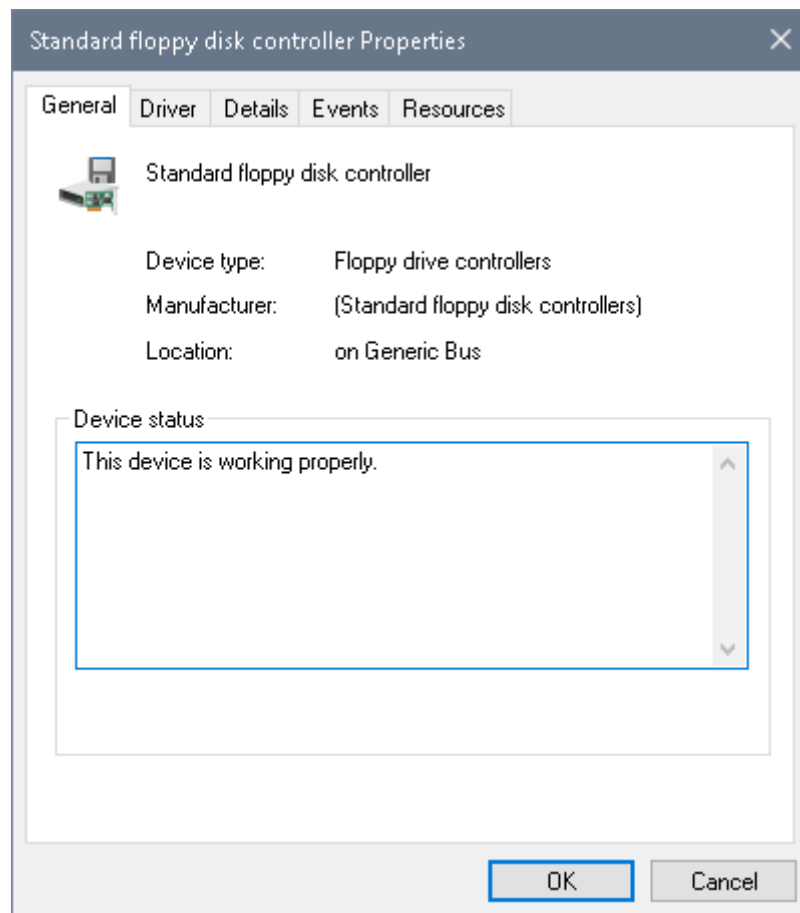 Standard floppy disk controller Properties
General Driver Details Events Resources
Standard floppy disk controller
Device type: Floppy drive controllers
Manufacturer: (Standard floppy disk controllers)
Location: on Generic Bus
Device status
This device is working properly.
OK Cancel